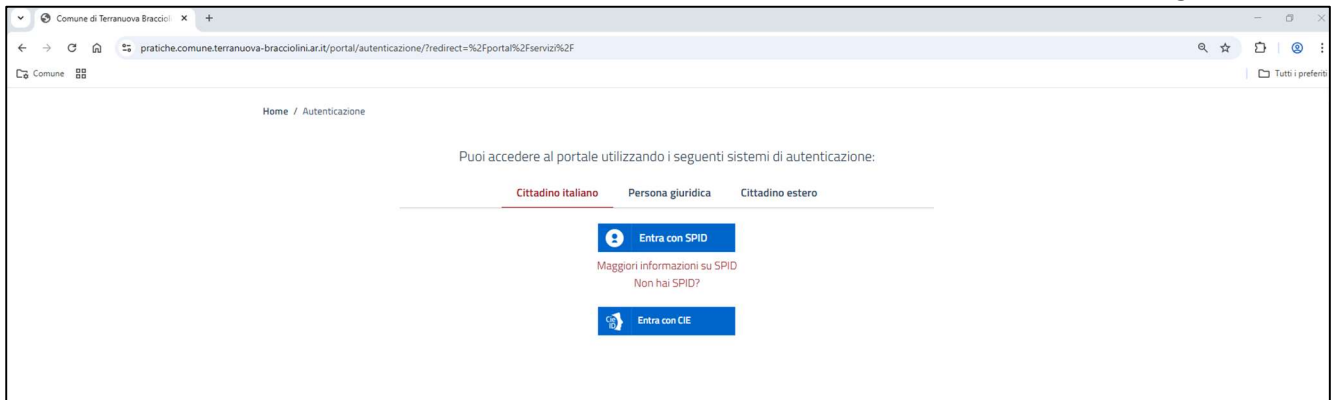 Comune di Terranuova Bracciol
pratiche.comune.terranuova-bracciolini.ar.it/portal/autenticazione/?redirect=%2Fportal%2Fservizi%2F
Comune
Tutti i preferiti
Home / Autenticazione
Puoi accedere al portale utilizzando i seguenti sistemi di autenticazione:
Cittadino italiano Persona giuridica Cittadino estero
Entra con SPID
Maggiori informazioni su SPID
Non hai SPID?
Entra con CIE